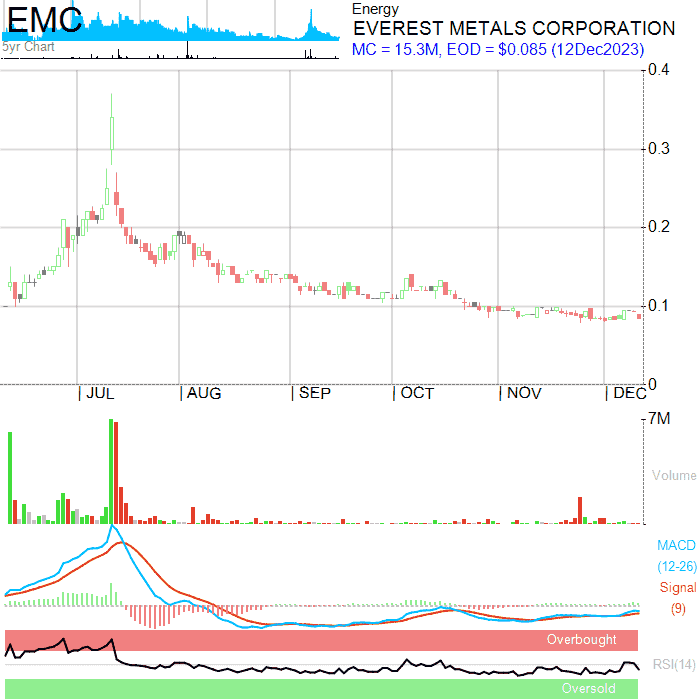 EMC
5yr Chart
Energy
EVEREST METALS CORPORATION
MC = 15.3M, EOD = $0.085 (12Dec2023)
0.4
0.3
0.2
0.1
0
JUL
AUG
SEP
OCT
NOV
DEC
7M
Volume
MACD
(12-26)
Signal
(9)
Overbought
RSI(14)
Oversold